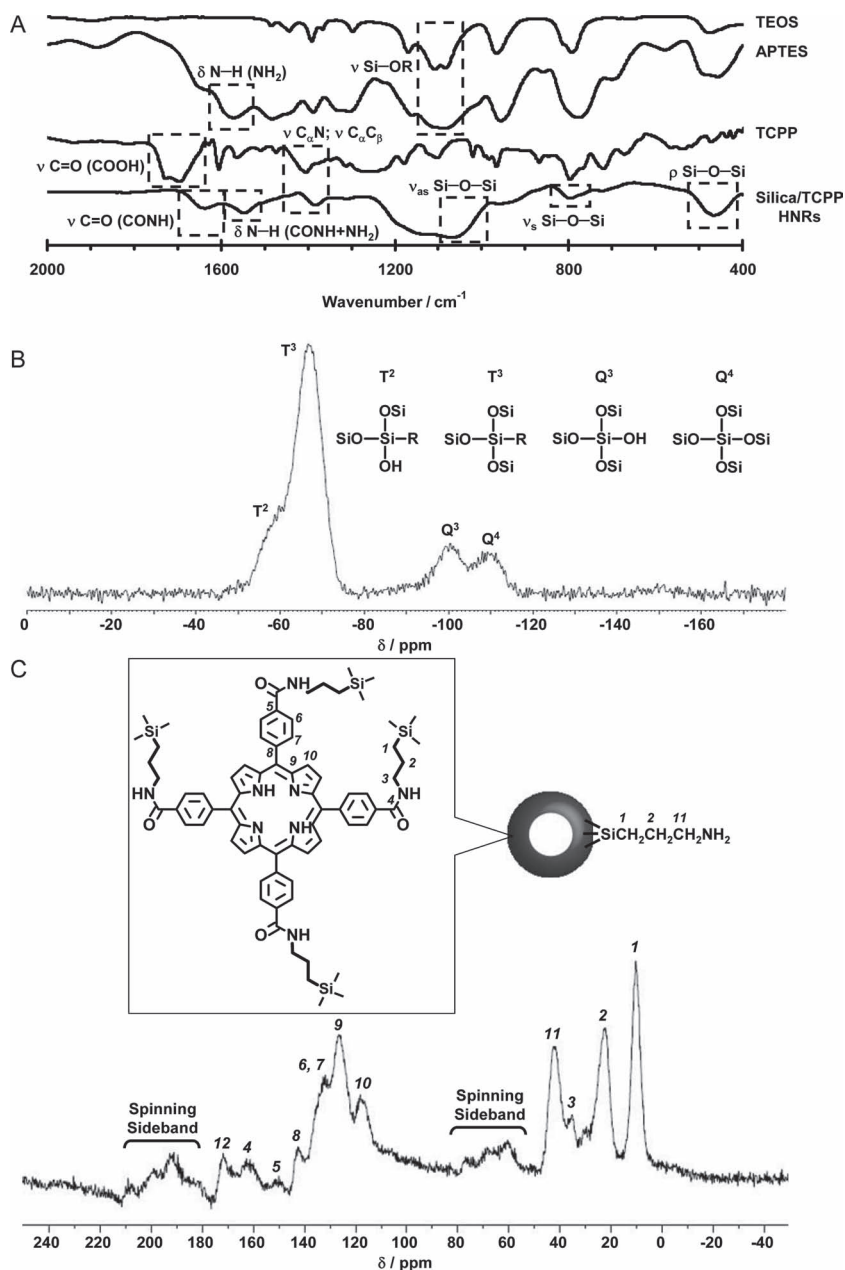 A
TEOS
APTES
δ N–H (NH2)
ν Si–OR
ν CαN; ν CαCβ
TCPP
ν C=O (COOH)
νas Si–O–Si
ρ Si–O–Si
Silica/TCPP
HNRs
ν C=O (CONH)
δ N–H (CONH+NH2)
νs Si–O–Si
2000 1600 1200 800 400
Wavenumber / cm-1
B
T3
T2 T3 Q3 Q4
OSi OSi OSi OSi
SiO–Si–R SiO–Si–R SiO–Si–OH SiO–Si–OSi
OH OSi OSi OSi
T2
Q3
Q4
0 -20 -40 -60 -80 -100 -120 -140 -160
δ / ppm
C
O NH Si
5
6
7
8
9 10
Si
Si
1
2
3
HN
NH N
HN
4
O
O
N HN
1 2 11
SiCH2CH2CH2NH2
O NH
Si
1
9
2
11
6, 7
10
3
Spinning
Sideband
Spinning
Sideband
12 4
8
5
250 220 200 180 160 140 120 100 80 60 40 20 0 -20 -40
δ / ppm